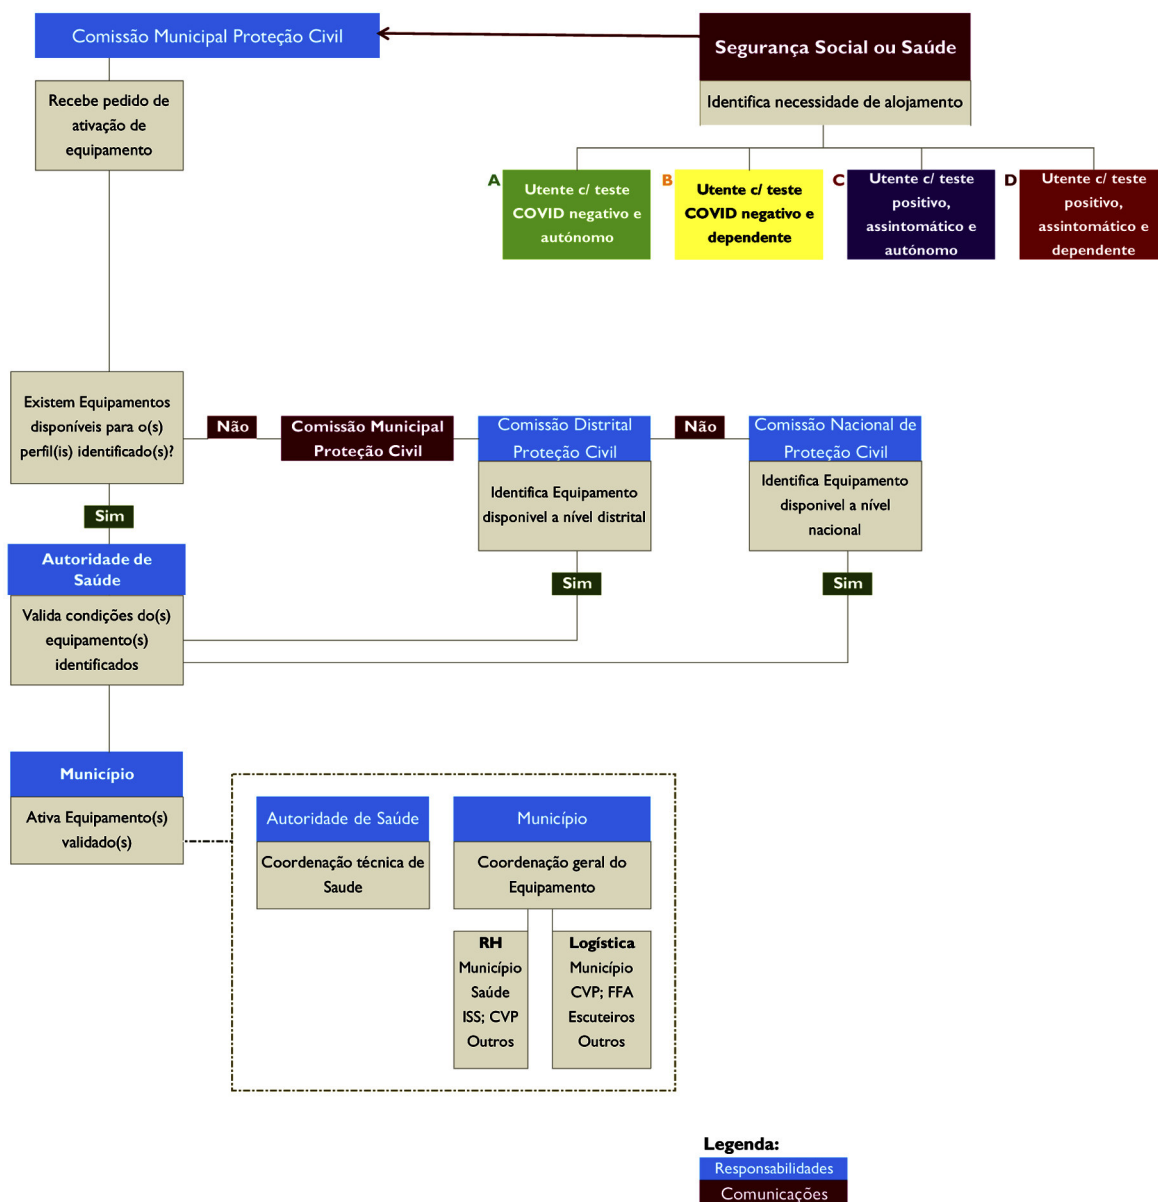 Comissão Municipal Proteção Civil
Segurança Social ou Saúde
Identifica necessidade de alojamento
Recebe pedido de
ativação de
equipamento
A
Utente c/ teste
COVID negativo e
autónomo
B
Utente c/ teste
COVID negativo e
dependente
C
Utente c/ teste
positivo,
assintomático e
autónomo
D
Utente c/ teste
positivo,
assintomático e
dependente
Existem Equipamentos
disponíveis para o(s)
perfil(is) identificado(s)?
Não
Comissão Municipal
Proteção Civil
Comissão Distrital
Proteção Civil
Identifica Equipamento
disponivel a nível distrital
Não
Comissão Nacional de
Proteção Civil
Identifica Equipamento
disponivel a nível
nacional
Sim
Sim
Sim
Autoridade de
Saúde
Valida condições do(s)
equipamento(s)
identificados
Município
Ativa Equipamento(s)
validado(s)
Autoridade de Saúde
Coordenação técnica de
Saude
Município
Coordenação geral do
Equipamento
RH
Município
Saúde
ISS; CVP
Outros
Logística
Município
CVP; FFA
Escuteiros
Outros
Legenda:
Responsabilidades
Comunicações